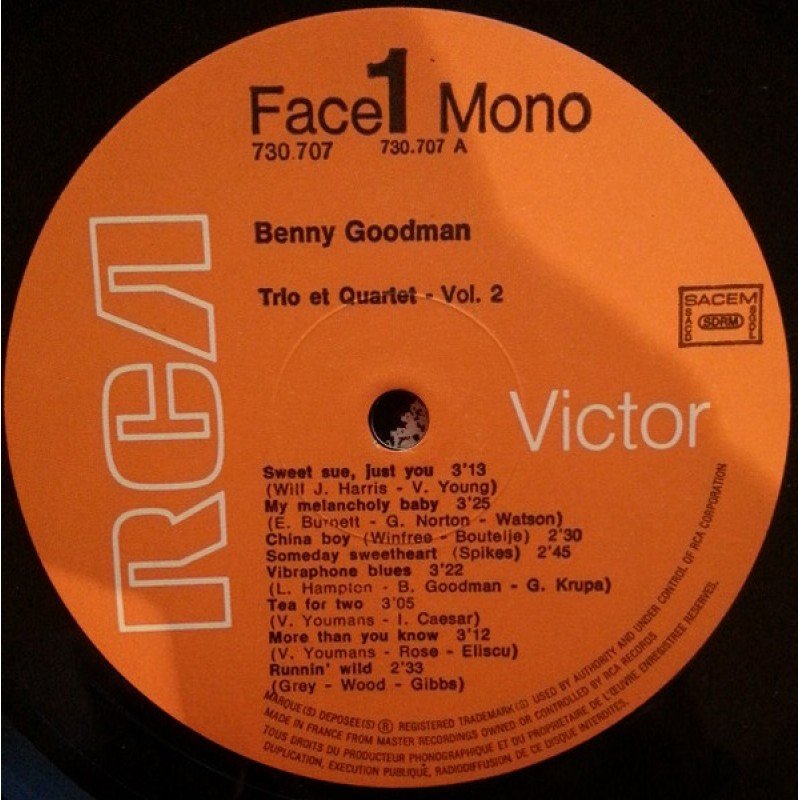 Face 1 Mono
730.707 730.707 A
Benny Goodman
Trio et Quartet - Vol. 2
RCA
SACEM
SACD SDRM SGDL
Victor
Sweet sue, just you 3'13
(Will J. Harris - V. Young)
My melancholy baby 3'25
(E. Burnett - G. Norton - Watson)
China boy (Winfree - Boutelje) 2'30
Someday sweetheart (Spikes) 2'45
Vibraphone blues 3'22
(L. Hampton - B. Goodman - G. Krupa)
Tea for two 3'05
(V. Youmans - I. Caesar)
More than you know 3'12
(V. Youmans - Rose - Eliscu)
Runnin' wild 2'33
(Grey - Wood - Gibbs)
MARQUE(S) DEPOSEE(S) ® REGISTERED TRADEMARK(S) USED BY AUTHORITY AND UNDER CONTROL OF RCA CORPORATION
MADE IN FRANCE FROM MASTER RECORDINGS OWNED OR CONTROLLED BY RCA RECORDS
TOUS DROITS DU PRODUCTEUR PHONOGRAPHIQUE ET DU PROPRIETAIRE DE L'ŒUVRE ENREGISTREE RESERVES.
DUPLICATION, EXECUTION PUBLIQUE, RADIODIFFUSION, DE CE DISQUE INTERDITES.